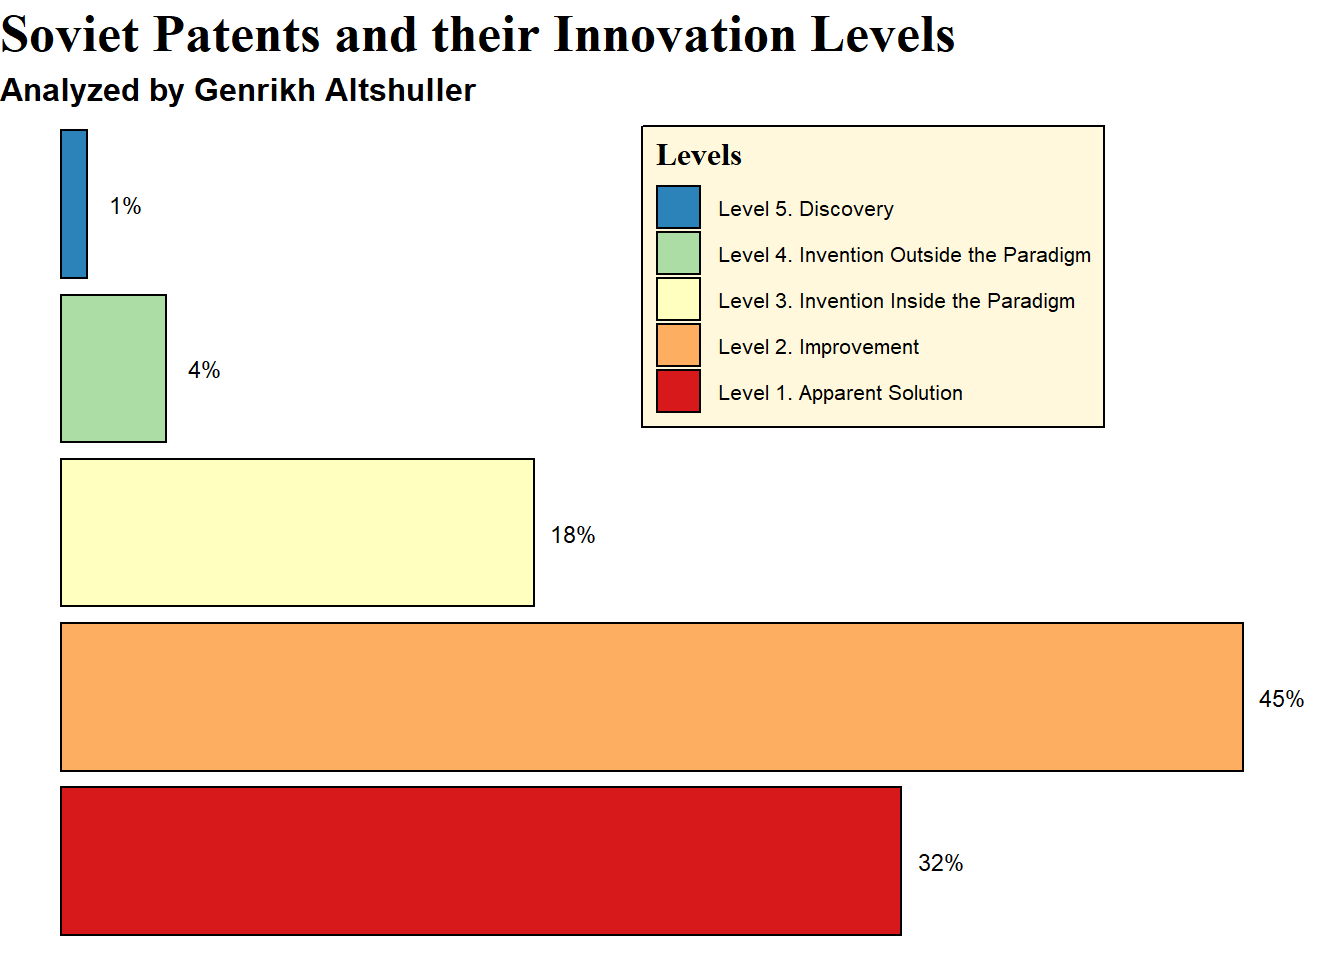 Soviet Patents and their Innovation Levels
Analyzed by Genrikh Altshuller
Levels
Level 5. Discovery
Level 4. Invention Outside the Paradigm
Level 3. Invention Inside the Paradigm
Level 2. Improvement
Level 1. Apparent Solution
1%
4%
18%
45%
32%